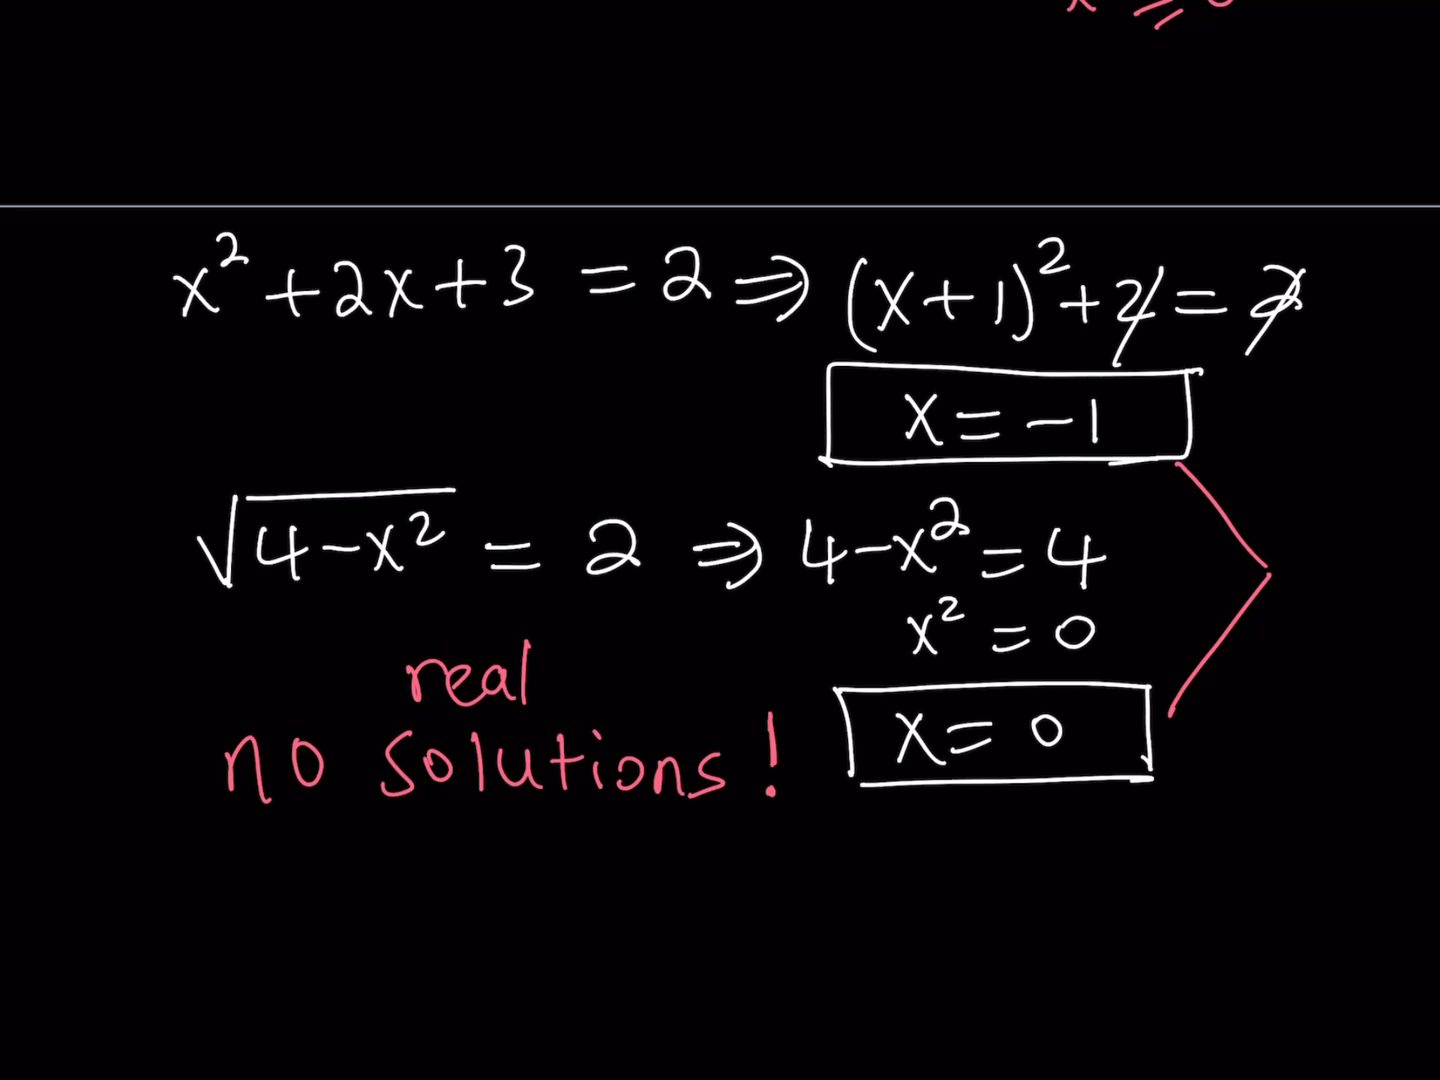 x² + 2x + 3 = 2 ⇒ (x + 1)² + 2 = 2
x = -1
√(4 - x²) = 2 ⇒ 4 - x² = 4
x² = 0
real
no solutions!
x = 0